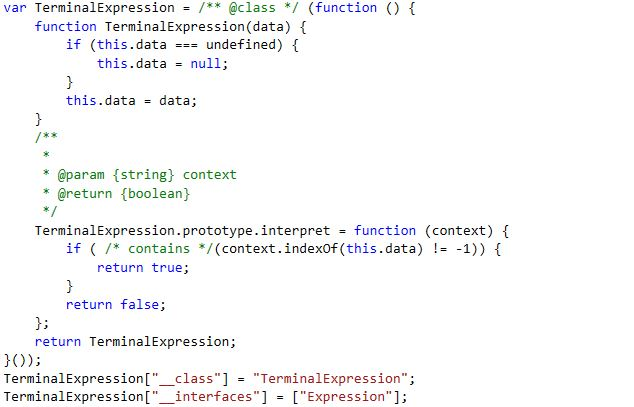 var TerminalExpression = /** @class */ (function () {
    function TerminalExpression(data) {
        if (this.data === undefined) {
            this.data = null;
        }
        this.data = data;
    }
    /**
     *
     * @param {string} context
     * @return {boolean}
     */
    TerminalExpression.prototype.interpret = function (context) {
        if ( /* contains */(context.indexOf(this.data) != -1)) {
            return true;
        }
        return false;
    };
    return TerminalExpression;
}());
TerminalExpression["__class"] = "TerminalExpression";
TerminalExpression["__interfaces"] = ["Expression"];